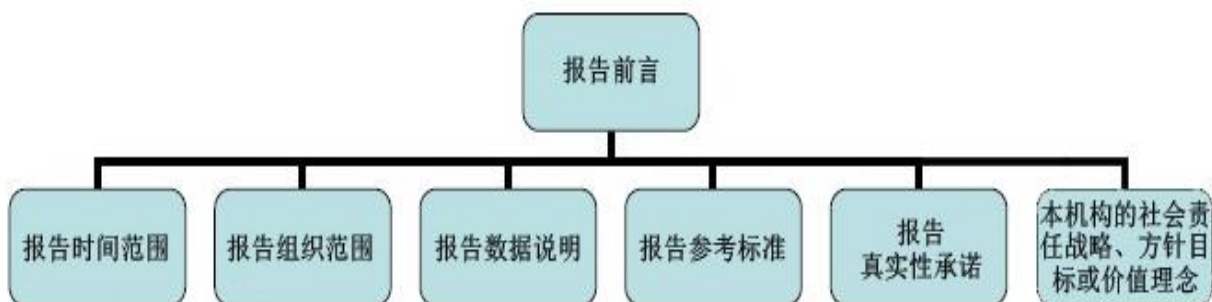 报告前言
报告时间范围
报告组织范围
报告数据说明
报告参考标准
报告
真实性承诺
本机构的社会责
任战略、方针目
标或价值理念